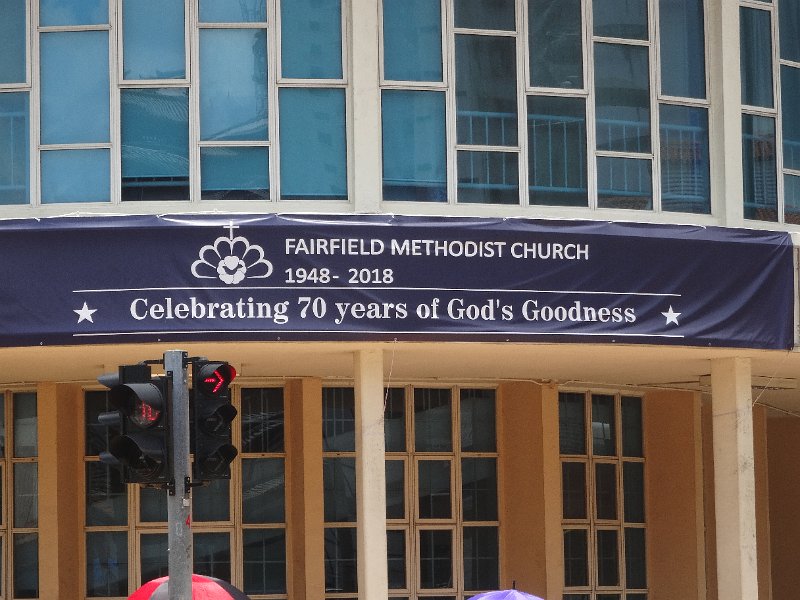 FAIRFIELD METHODIST CHURCH
1948- 2018
Celebrating 70 years of God's Goodness